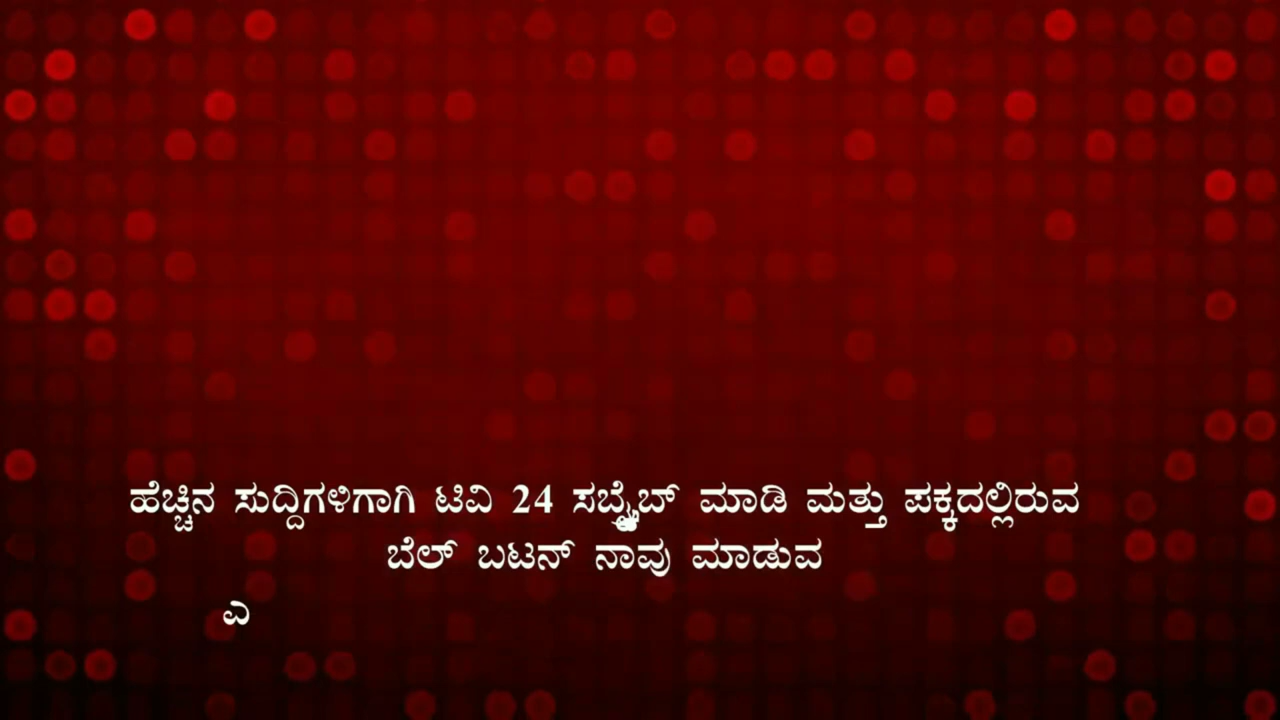 ಹೆಚ್ಚಿನ ಸುದ್ದಿಗಳಿಗಾಗಿ ಟಿವಿ 24 ಸಬ್ಸ್ಕ್ರೈಬ್ ಮಾಡಿ ಮತ್ತು ಪಕ್ಕದಲ್ಲಿರುವ
ಬೆಲ್ ಬಟನ್ ನಾವು ಮಾಡುವ
ಎ